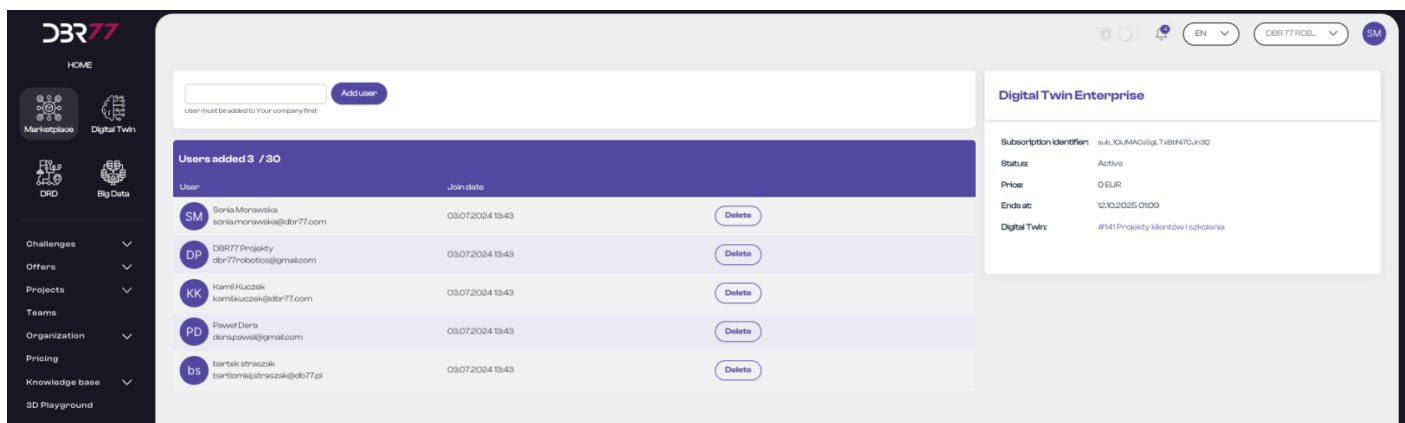 DBR77
HOME
Marketplace
Digital Twin
DRD
Big Data
Challenges
Offers
Projects
Teams
Organization
Pricing
Knowledge base
3D Playground
EN
DBR77 ROB...
SM
Add user
User must be added to Your company first
Users added 3 / 30
User
Join date
SM
Sonia Morawska
sonia.morawska@dbr77.com
03.07.2024 13:43
Delete
DP
DBR77 Projekty
dbr77robotics@gmail.com
03.07.2024 13:43
Delete
KK
Kamil Kuczek
kamil.kuczek@dbr77.com
03.07.2024 13:43
Delete
PD
Paweł Dera
dera.pawel@gmail.com
03.07.2024 13:43
Delete
bs
bartek straszak
bartlomiej.straszak@db77.pl
03.07.2024 13:43
Delete
Digital Twin Enterprise
Subscription identifier:
Status:
Active
Price:
0 EUR
Ends at:
12.10.2025 01:09
Digital Twin:
#141 Projekty klientów i szkolenia